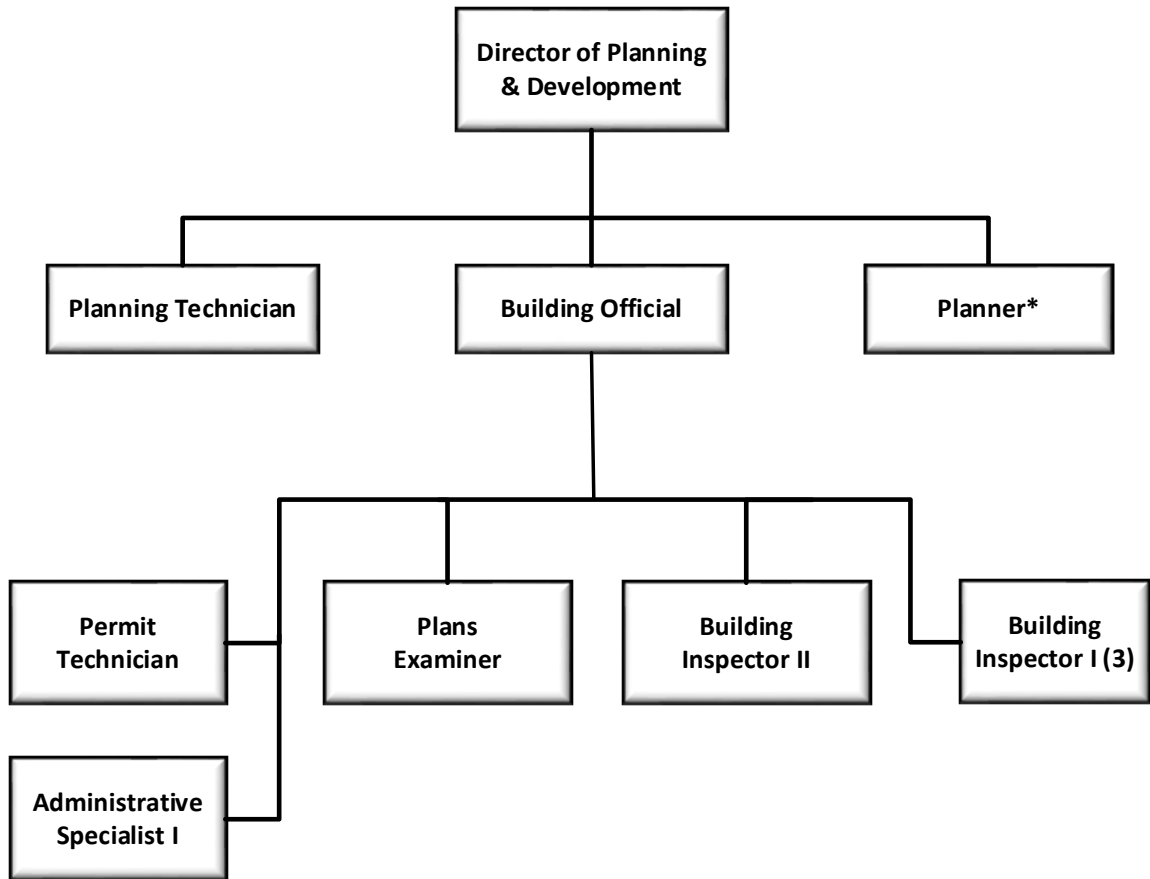 Director of Planning
& Development
Planning Technician
Building Official
Planner*
Permit
Technician
Plans
Examiner
Building
Inspector II
Building
Inspector I (3)
Administrative
Specialist I